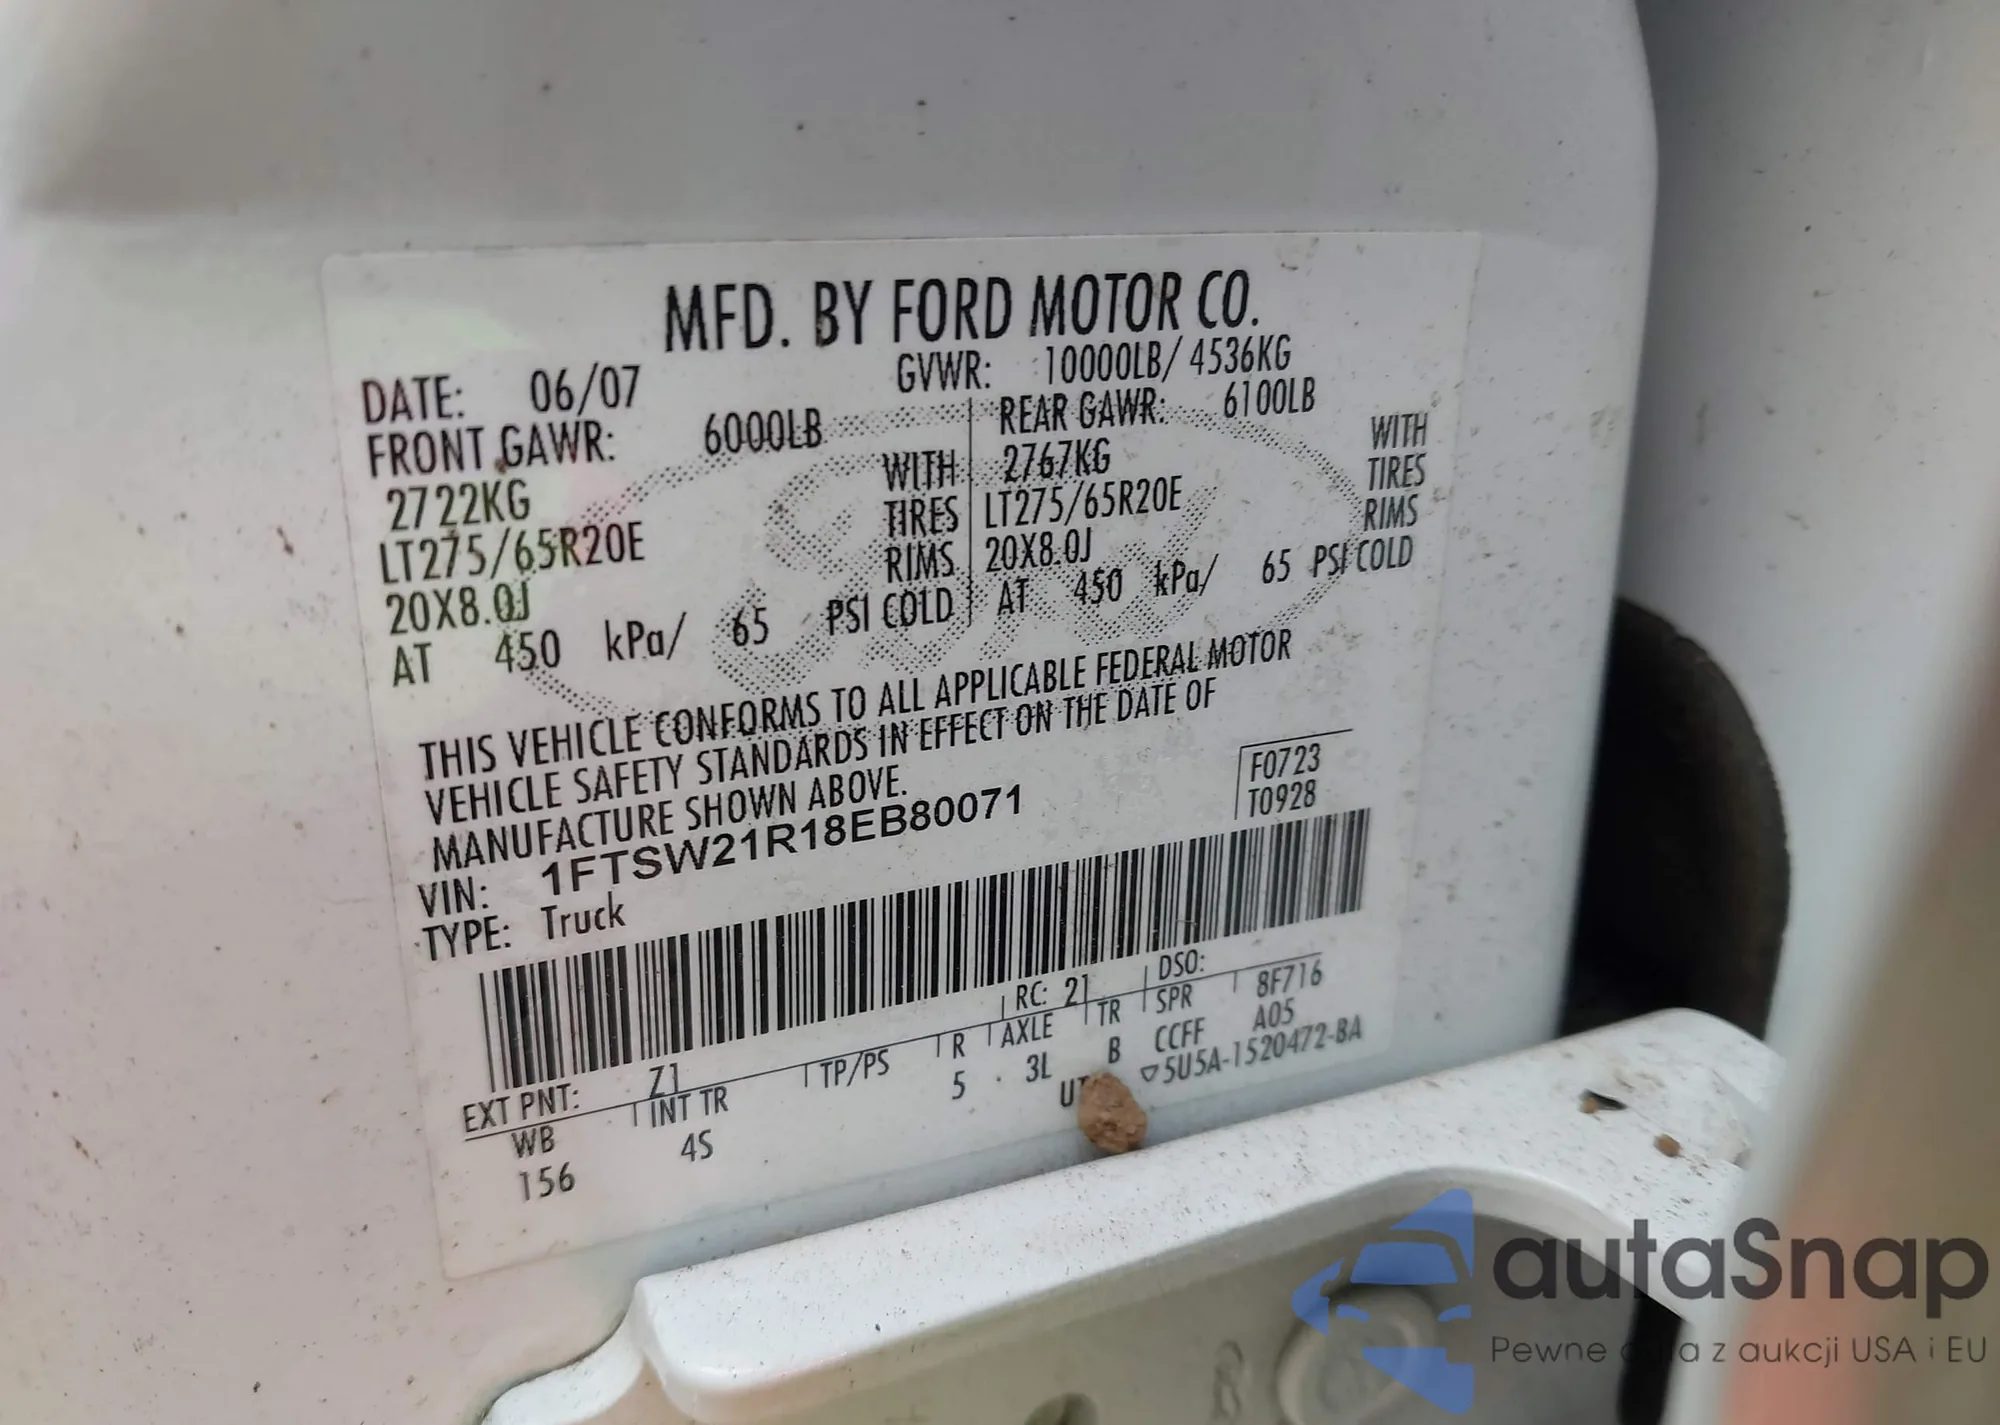 MFD. BY FORD MOTOR CO.
DATE: 06/07 GVWR: 10000LB/ 4536KG
FRONT GAWR: 6000LB REAR GAWR: 6100LB
2722KG WITH 2767KG WITH
LT275/65R20E TIRES LT275/65R20E TIRES
20X8.0J RIMS 20X8.0J RIMS
AT 450 kPa/ 65 PSI COLD AT 450 kPa/ 65 PSI COLD
THIS VEHICLE CONFORMS TO ALL APPLICABLE FEDERAL MOTOR
VEHICLE SAFETY STANDARDS IN EFFECT ON THE DATE OF
MANUFACTURE SHOWN ABOVE.
F0723
T0928
VIN: 1FTSW21R18EB80071
TYPE: Truck
EXT PNT: Z1 RC: 21 DSO:
WB INT TR TP/PS R AXLE TR SPR 8F716
156 4S 5 3L B CCFF A05
5U5A-1520472-BA
autaSnap
Pewne auta z aukcji USA i EU